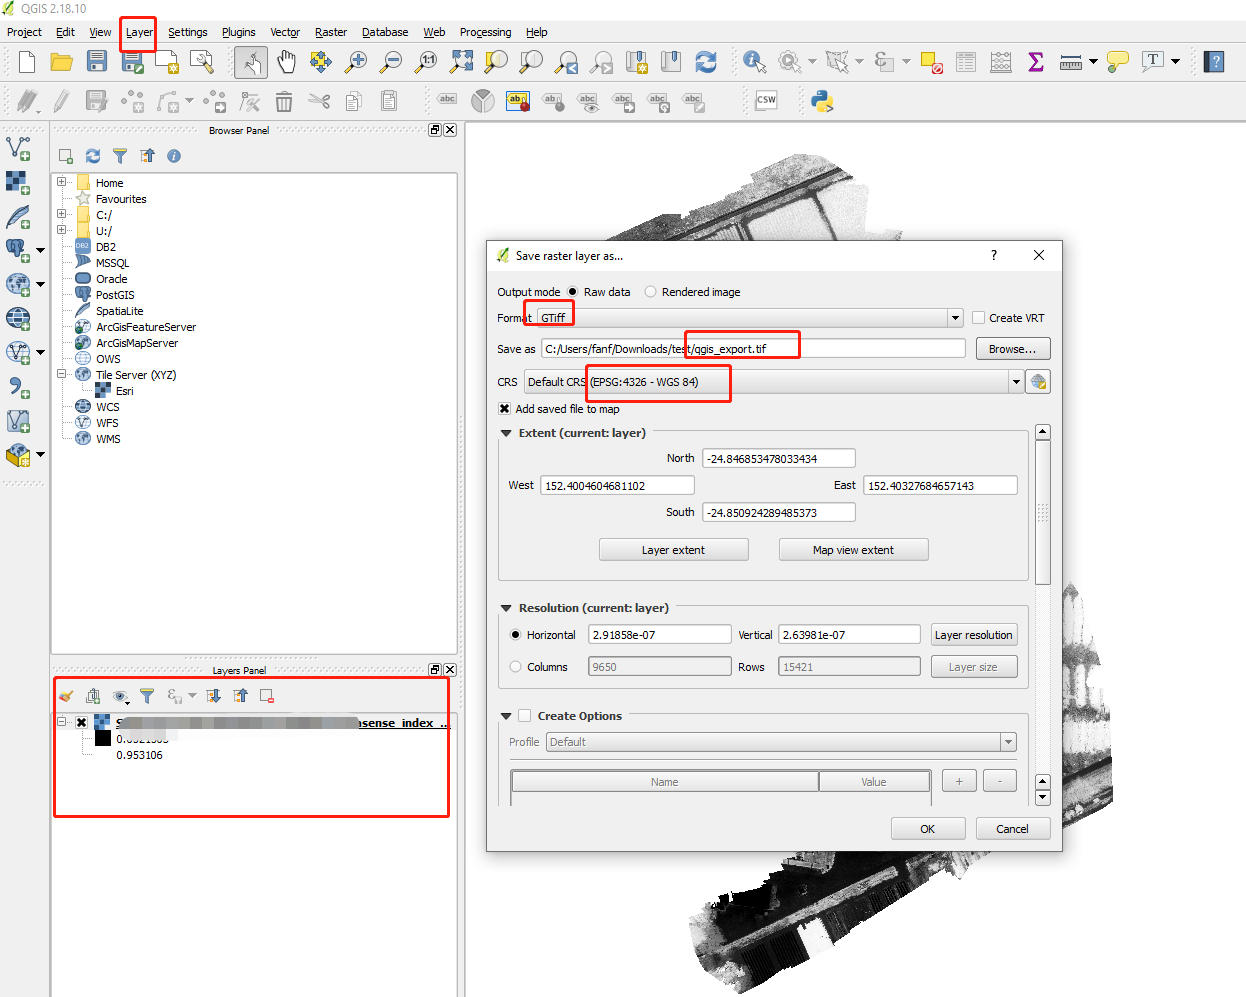 QGIS 2.18.10
Project Edit View Layer Settings Plugins Vector Raster Database Web Processing Help
abc abc abc abc abc abc abc CSW
Browser Panel
Home
Favourites
C:/
U:/
DB2 DB2
MSSQL
Oracle
PostGIS
SpatiaLite
ArcGisFeatureServer
ArcGisMapServer
OWS
Tile Server (XYZ)
Esri
WCS
WFS
WMS
Layers Panel
nsense_index_...
0.953106
Save raster layer as...
Output mode Raw data Rendered image
Format GTiff Create VRT
Save as C:/Users/fanf/Downloads/test/qgis_export.tif Browse...
CRS Default CRS (EPSG:4326 - WGS 84)
Add saved file to map
Extent (current: layer)
North -24.846853478033434
West 152.4004604681102 East 152.40327684657143
South -24.850924289485373
Layer extent Map view extent
Resolution (current: layer)
Horizontal 2.91858e-07 Vertical 2.63981e-07 Layer resolution
Columns 9650 Rows 15421 Layer size
Create Options
Profile Default
Name Value + -
OK Cancel